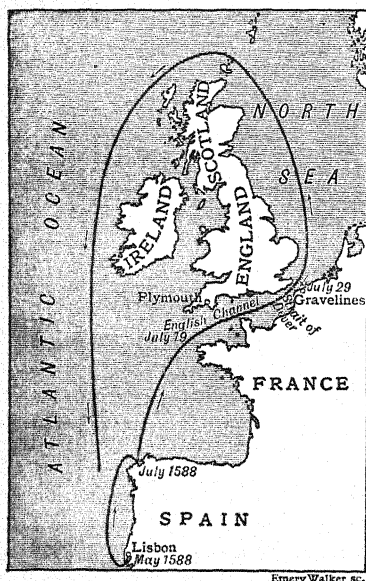 NORTH
SEA
ATLANTIC OCEAN
SCOTLAND
IRELAND
ENGLAND
July 29
Plymouth
Gravelines
English Channel
Strait of
Dover
July 19
FRANCE
July 1588
SPAIN
Lisbon
May 1588
Emery Walker sc.